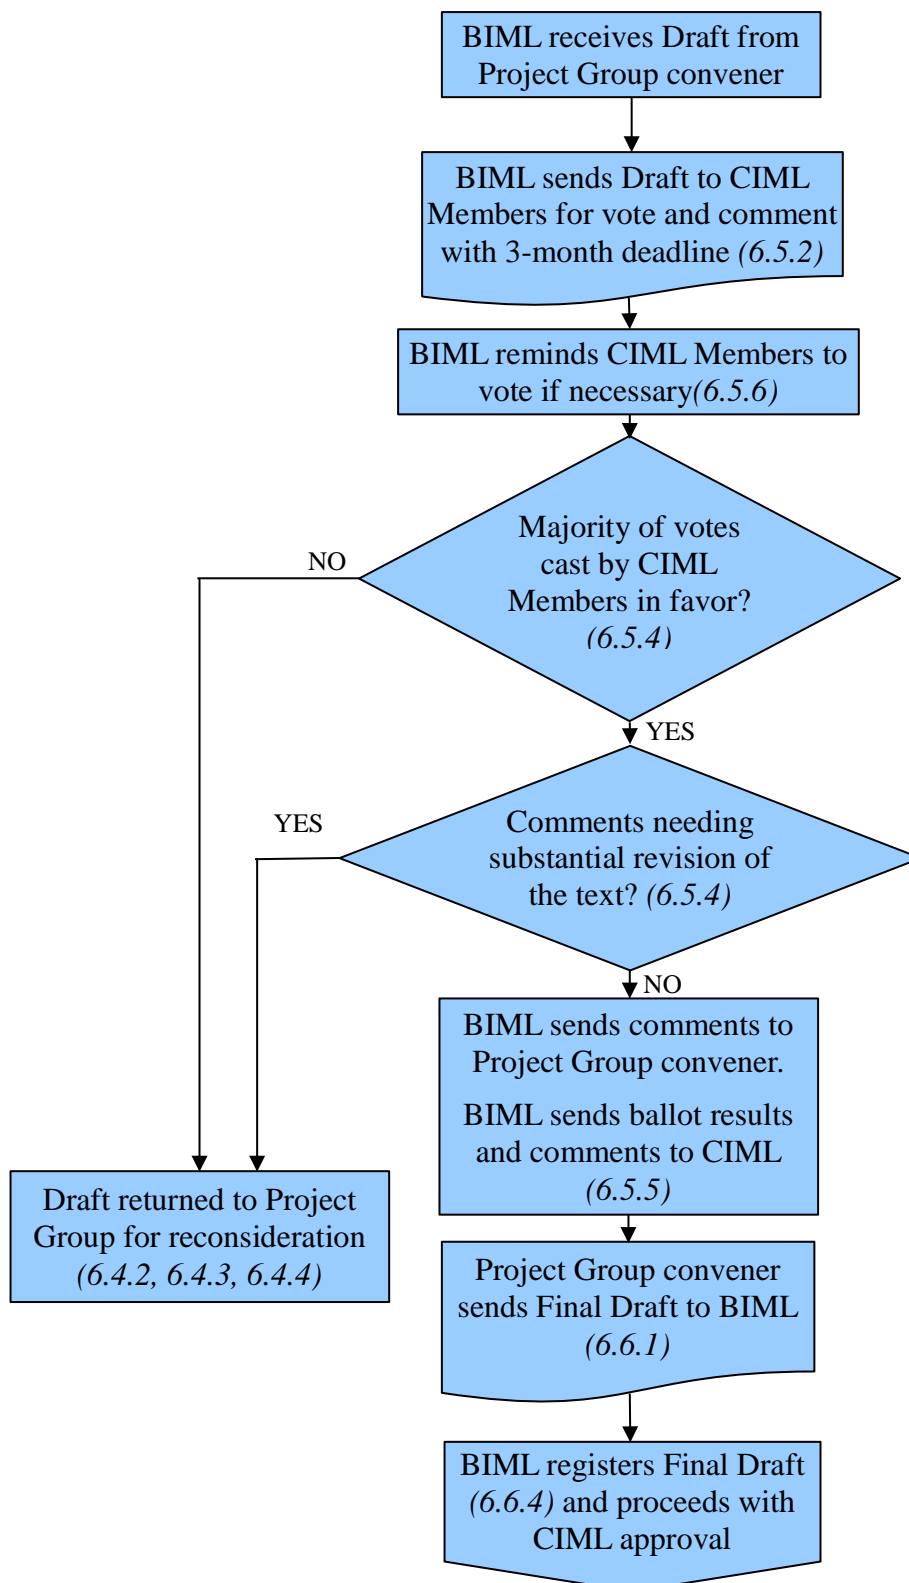 BIML receives Draft from
Project Group convener
BIML sends Draft to CIML
Members for vote and comment
with 3-month deadline (6.5.2)
BIML reminds CIML Members to
vote if necessary(6.5.6)
Majority of votes
cast by CIML
Members in favor?
(6.5.4)
NO
YES
Comments needing
substantial revision of
the text? (6.5.4)
YES
NO
BIML sends comments to
Project Group convener.
BIML sends ballot results
and comments to CIML
(6.5.5)
Draft returned to Project
Group for reconsideration
(6.4.2, 6.4.3, 6.4.4)
Project Group convener
sends Final Draft to BIML
(6.6.1)
BIML registers Final Draft
(6.6.4) and proceeds with
CIML approval